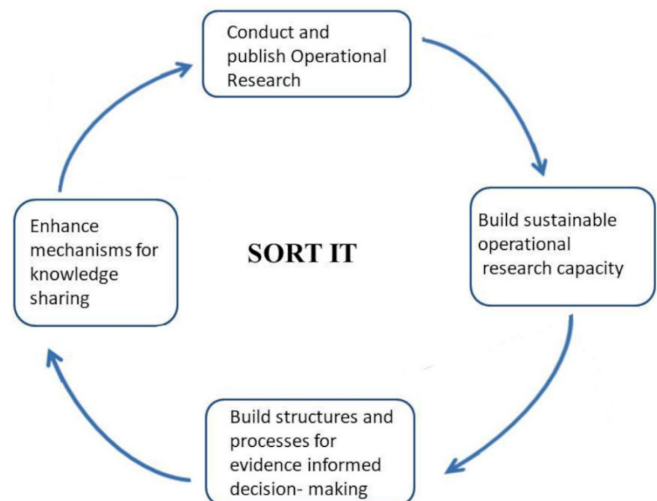 Conduct and
publish Operational
Research
Build sustainable
operational
research capacity
Build structures and
processes for
evidence informed
decision- making
Enhance
mechanisms for
knowledge
sharing
SORT IT